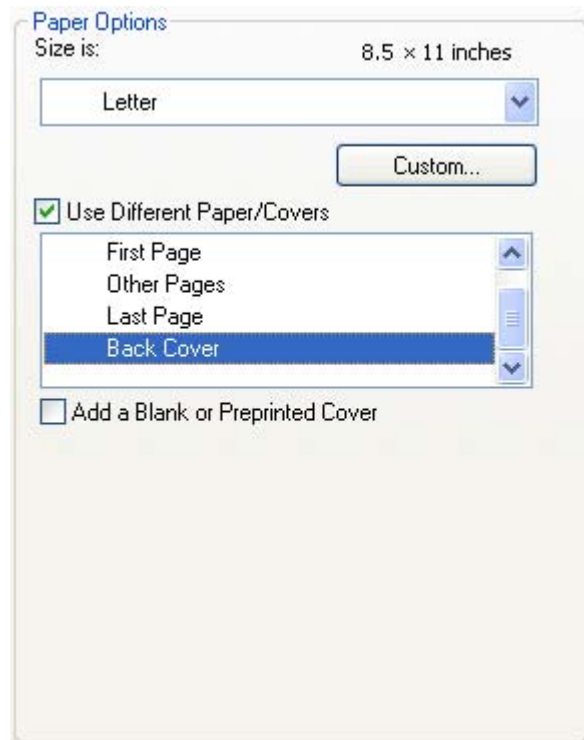 Paper Options
Size is: 8.5 × 11 inches
Letter
Custom...
Use Different Paper/Covers
First Page
Other Pages
Last Page
Back Cover
Add a Blank or Preprinted Cover